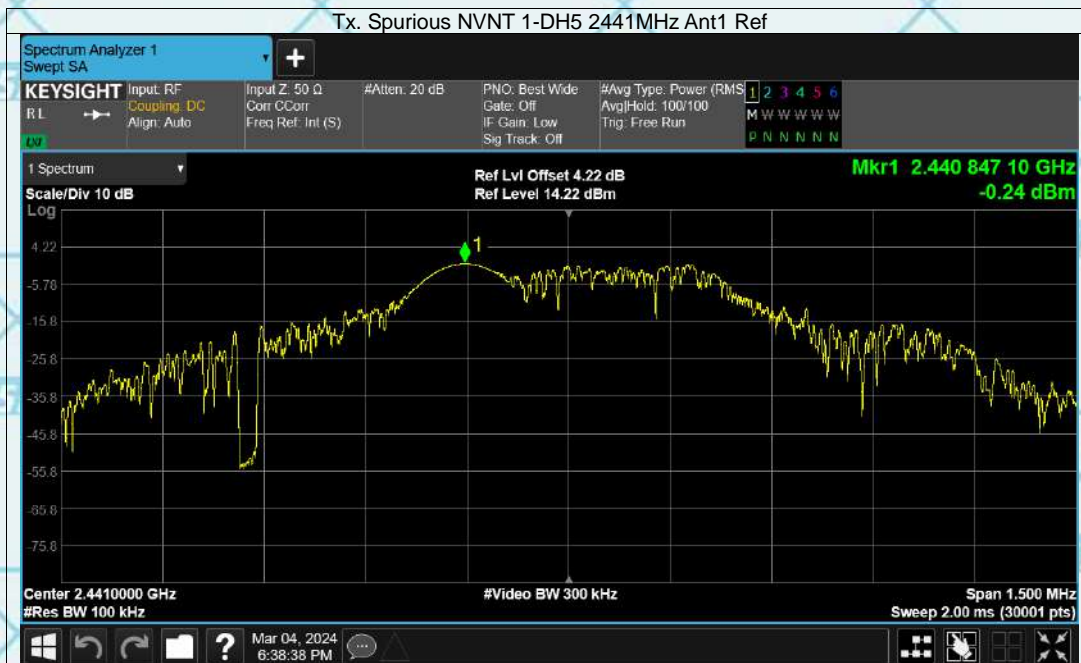 Tx. Spurious NVNT 1-DH5 2441MHz Ant1 Ref
Spectrum Analyzer 1
Swept SA
+
KEYSIGHT
R L
LXI
Input: RF
Coupling: DC
Align: Auto
Input Z: 50 Ω
Corr CCorr
Freq Ref: Int (S)
#Atten: 20 dB
PNO: Best Wide
Gate: Off
IF Gain: Low
Sig Track: Off
#Avg Type: Power (RMS
Avg|Hold: 100/100
Trig: Free Run
1 2 3 4 5 6
M W W W W W
P N N N N N
1 Spectrum
Scale/Div 10 dB
Log
Ref Lvl Offset 4.22 dB
Ref Level 14.22 dBm
Mkr1 2.440 847 10 GHz
-0.24 dBm
1
4.22
-5.78
-15.8
-25.8
-35.8
-45.8
-55.8
-65.8
-75.8
Center 2.4410000 GHz
#Res BW 100 kHz
#Video BW 300 kHz
Span 1.500 MHz
Sweep 2.00 ms (30001 pts)
?
Mar 04, 2024
6:38:38 PM